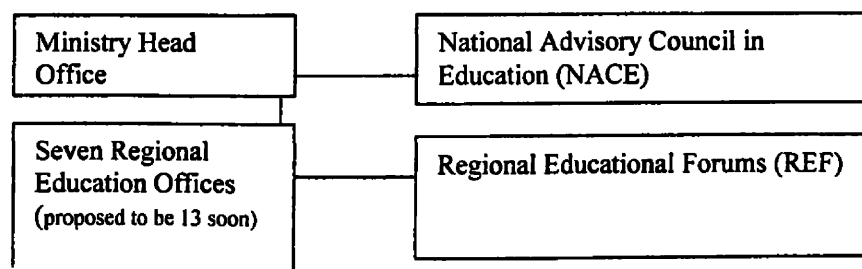 Ministry Head
Office
National Advisory Council in
Education (NACE)
Seven Regional
Education Offices
(proposed to be 13 soon)
Regional Educational Forums (REF)